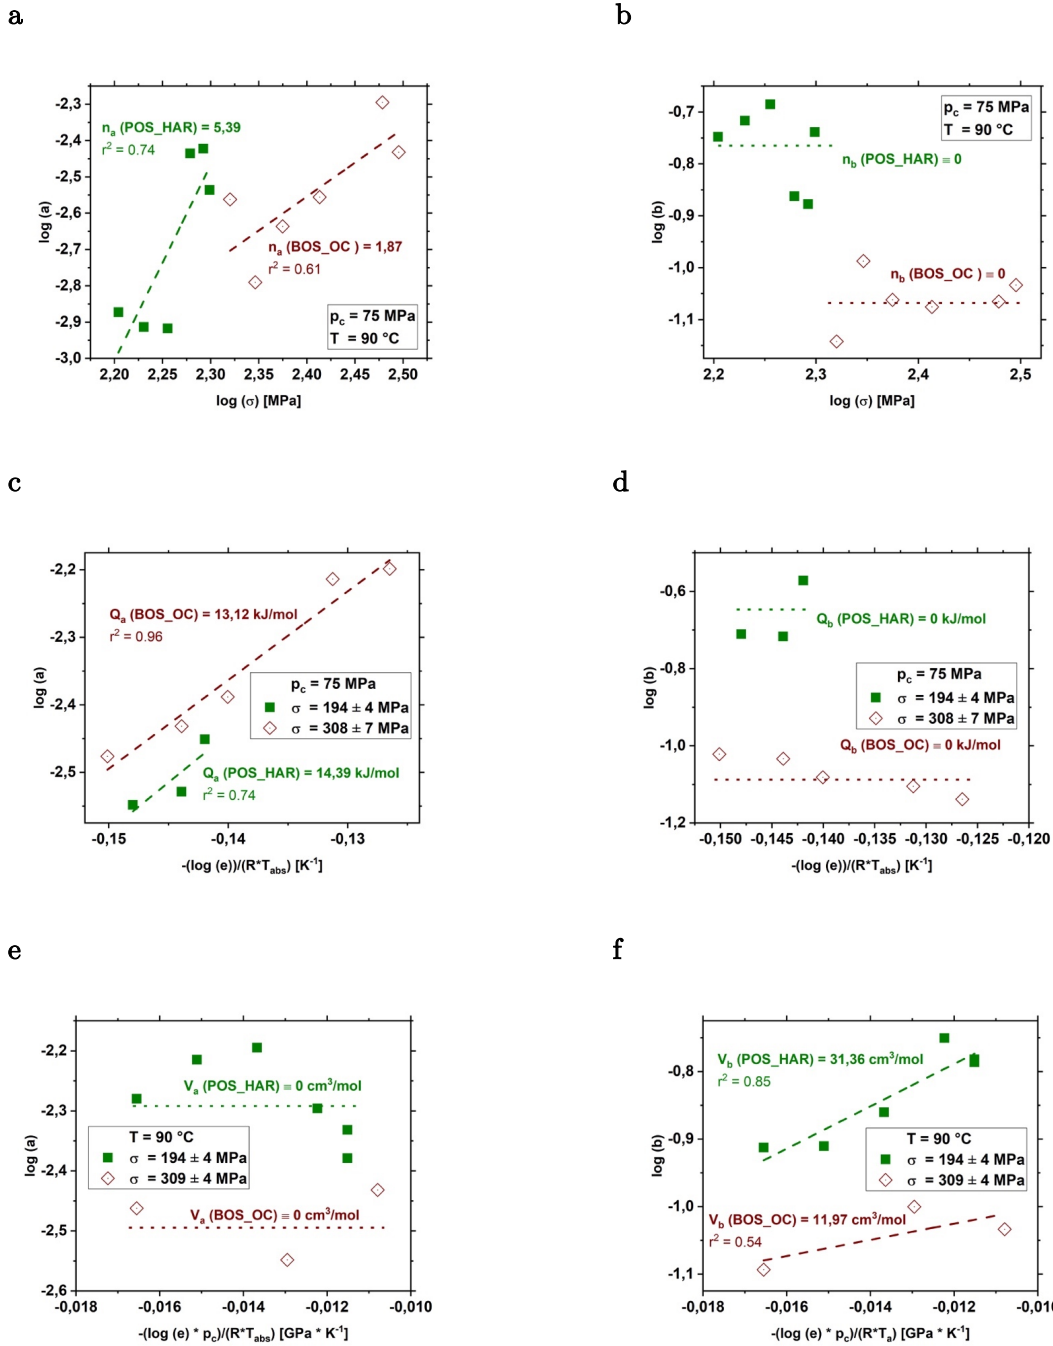 a
-2,3
-2,4
-2,5
-2,6
-2,7
-2,8
-2,9
-3,0
log (a)
nₐ (POS_HAR) = 5,39
r² = 0.74
nₐ (BOS_OC ) = 1,87
r² = 0.61
p_c = 75 MPa
T = 90 °C
2,20 2,25 2,30 2,35 2,40 2,45 2,50
log (σ) [MPa]
b
-0,7
-0,8
-0,9
-1,0
-1,1
log (b)
p_c = 75 MPa
T = 90 °C
n_b (POS_HAR) ≡ 0
n_b (BOS_OC ) ≡ 0
2,2 2,3 2,4 2,5
log (σ) [MPa]
c
-2,2
-2,3
-2,4
-2,5
log (a)
Qₐ (BOS_OC) = 13,12 kJ/mol
r² = 0.96
p_c = 75 MPa
σ = 194 ± 4 MPa
σ = 308 ± 7 MPa
Qₐ (POS_HAR) = 14,39 kJ/mol
r² = 0.74
-0,15 -0,14 -0,13
-(log (e))/(R*T_abs) [K⁻¹]
d
-0,6
-0,8
-1,0
-1,2
log (b)
Q_b (POS_HAR) = 0 kJ/mol
p_c = 75 MPa
σ = 194 ± 4 MPa
σ = 308 ± 7 MPa
Q_b (BOS_OC) ≡ 0 kJ/mol
-0,150 -0,145 -0,140 -0,135 -0,130 -0,125 -0,120
-(log (e))/(R*T_abs) [K⁻¹]
e
-2,2
-2,3
-2,4
-2,5
-2,6
log (a)
Vₐ (POS_HAR) ≡ 0 cm³/mol
T = 90 °C
σ = 194 ± 4 MPa
σ = 309 ± 4 MPa
Vₐ (BOS_OC) ≡ 0 cm³/mol
-0,018 -0,016 -0,014 -0,012 -0,010
-(log (e) * p_c)/(R*T_abs) [GPa * K⁻¹]
f
-0,8
-0,9
-1,0
-1,1
log (b)
V_b (POS_HAR) = 31,36 cm³/mol
r² = 0.85
T = 90 °C
σ = 194 ± 4 MPa
σ = 309 ± 4 MPa
V_b (BOS_OC) = 11,97 cm³/mol
r² = 0.54
-0,018 -0,016 -0,014 -0,012 -0,010
-(log (e) * p_c)/(R*Tₐ) [GPa * K⁻¹]